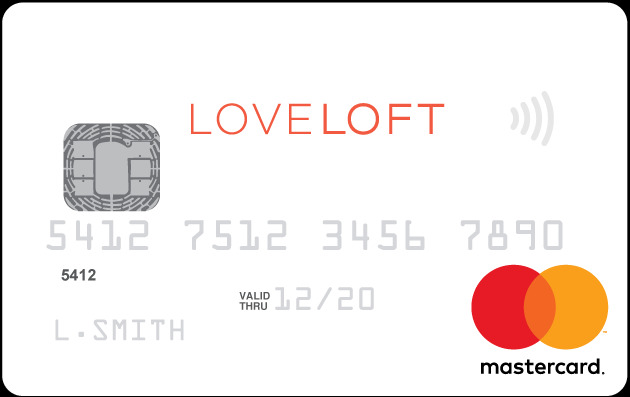 LOVELOFT
5412 7512 3456 7890
5412
VALID THRU 12/20
L.SMITH
mastercard.